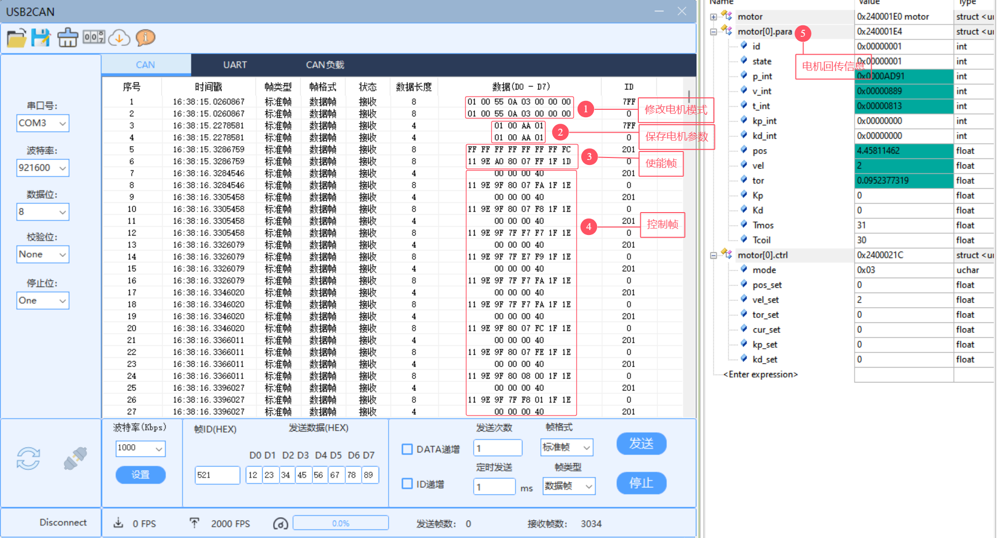 USB2CAN
CAN UART CAN负载
序号 时间戳 帧类型 帧格式 状态 数据长度 数据(D0 - D7) ID
1 16:38:15.0260867 标准帧 数据帧 接收 8 01 00 55 0A 03 00 00 00 7FF
2 16:38:15.0260867 标准帧 数据帧 接收 8 01 00 55 0A 03 00 00 00 0
3 16:38:15.2278581 标准帧 数据帧 接收 4 01 00 AA 01 7FF
4 16:38:15.2278581 标准帧 数据帧 接收 4 01 00 AA 01 0
5 16:38:15.3286759 标准帧 数据帧 接收 8 FF FF FF FF FF FF FF FC 201
6 16:38:15.3286759 标准帧 数据帧 接收 8 11 9E A0 80 07 FF 1F 1D 0
7 16:38:16.3284546 标准帧 数据帧 接收 4 00 00 00 40 201
8 16:38:16.3284546 标准帧 数据帧 接收 8 11 9E 9F 80 07 FA 1F 1E 0
9 16:38:16.3305458 标准帧 数据帧 接收 4 00 00 00 40 201
10 16:38:16.3305458 标准帧 数据帧 接收 8 11 9E 9F 80 07 F8 1F 1E 0
11 16:38:16.3305458 标准帧 数据帧 接收 4 00 00 00 40 201
12 16:38:16.3305458 标准帧 数据帧 接收 8 11 9E 9F 7F F7 F7 1F 1E 0
13 16:38:16.3326079 标准帧 数据帧 接收 4 00 00 00 40 201
14 16:38:16.3326079 标准帧 数据帧 接收 8 11 9E 9F 7F E7 F9 1F 1E 0
15 16:38:16.3326079 标准帧 数据帧 接收 4 00 00 00 40 201
16 16:38:16.3326079 标准帧 数据帧 接收 8 11 9E 9F 7F F7 FA 1F 1E 0
17 16:38:16.3346020 标准帧 数据帧 接收 4 00 00 00 40 201
18 16:38:16.3346020 标准帧 数据帧 接收 8 11 9E 9F 7F F7 FA 1F 1E 0
19 16:38:16.3346020 标准帧 数据帧 接收 4 00 00 00 40 201
20 16:38:16.3346020 标准帧 数据帧 接收 8 11 9E 9F 80 07 FC 1F 1E 0
21 16:38:16.3366011 标准帧 数据帧 接收 4 00 00 00 40 201
22 16:38:16.3366011 标准帧 数据帧 接收 8 11 9E 9F 80 07 FE 1F 1E 0
23 16:38:16.3366011 标准帧 数据帧 接收 4 00 00 00 40 201
24 16:38:16.3366011 标准帧 数据帧 接收 8 11 9E 9F 80 08 00 1F 1E 0
25 16:38:16.3396027 标准帧 数据帧 接收 4 00 00 00 40 201
26 16:38:16.3396027 标准帧 数据帧 接收 8 11 9E 9F 7F F8 01 1F 1E 0
27 16:38:16.3396027 标准帧 数据帧 接收 4 00 00 00 40 201
1 修改电机模式
2 保存电机参数
3 使能帧
4 控制帧
串口号:
COM3
波特率:
921600
数据位:
8
校验位:
None
停止位:
One
波特率(Kbps)
1000
设置
帧ID(HEX) 发送数据(HEX)
D0 D1 D2 D3 D4 D5 D6 D7
521 12 23 34 45 56 67 78 89
DATA递增
ID递增
发送次数 帧格式
1 标准帧
定时发送 帧类型
1 ms 数据帧
发送
停止
Disconnect 0 FPS 2000 FPS 0.0% 发送帧数: 0 接收帧数: 3034
Name Value Type
motor 0x240001E0 motor struct <u
motor[0].para 0x240001E4 struct <u
5 电机回传信息
id 0x00000001 int
state 0x00000001 int
p_int 0x0000AD91 int
v_int 0x00000889 int
t_int 0x00000813 int
kp_int 0x00000000 int
kd_int 0x00000000 int
pos 4.45811462 float
vel 2 float
tor 0.0952377319 float
Kp 0 float
Kd 0 float
Tmos 31 float
Tcoil 30 float
motor[0].ctrl 0x2400021C struct <u
mode 0x03 uchar
pos_set 0 float
vel_set 2 float
tor_set 0 float
cur_set 0 float
kp_set 0 float
kd_set 0 float
<Enter expression>